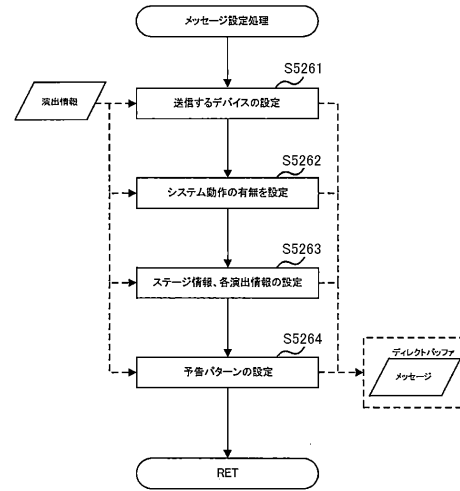 メッセージ設定処理
S5261
演出情報
送信するデバイスの設定
S5262
システム動作の有無を設定
S5263
ステージ情報、各演出情報の設定
S5264
予告パターンの設定
ディレクトバッファ
メッセージ
RET